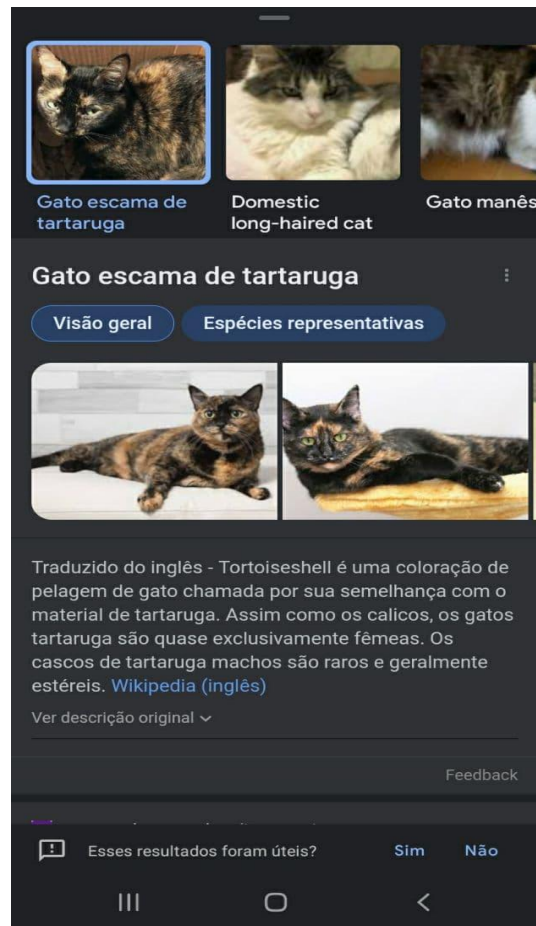 Gato escama de
tartaruga
Domestic
long-haired cat
Gato manês
Gato escama de tartaruga
Visão geral
Espécies representativas
Traduzido do inglês - Tortoiseshell é uma coloração de
pelagem de gato chamada por sua semelhança com o
material de tartaruga. Assim como os calicos, os gatos
tartaruga são quase exclusivamente fêmeas. Os
cascos de tartaruga machos são raros e geralmente
estéreis. Wikipedia (inglês)
Ver descrição original
Feedback
Esses resultados foram úteis?
Sim
Não